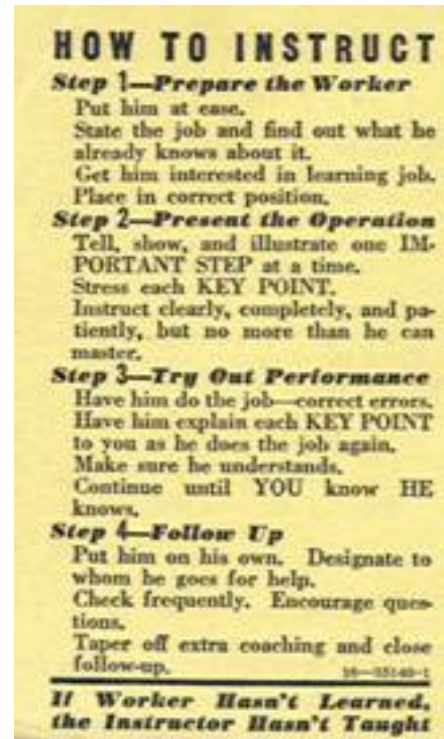 HOW TO INSTRUCT
Step 1—Prepare the Worker
Put him at ease.
State the job and find out what he
already knows about it.
Get him interested in learning job.
Place in correct position.
Step 2—Present the Operation
Tell, show, and illustrate one IM-
PORTANT STEP at a time.
Stress each KEY POINT.
Instruct clearly, completely, and pa-
tiently, but no more than he can
master.
Step 3—Try Out Performance
Have him do the job—correct errors.
Have him explain each KEY POINT
to you as he does the job again.
Make sure he understands.
Continue until YOU know HE
knows.
Step 4—Follow Up
Put him on his own. Designate to
whom he goes for help.
Check frequently. Encourage ques-
tions.
Taper off extra coaching and close
follow-up.
If Worker Hasn't Learned,
the Instructor Hasn't Taught